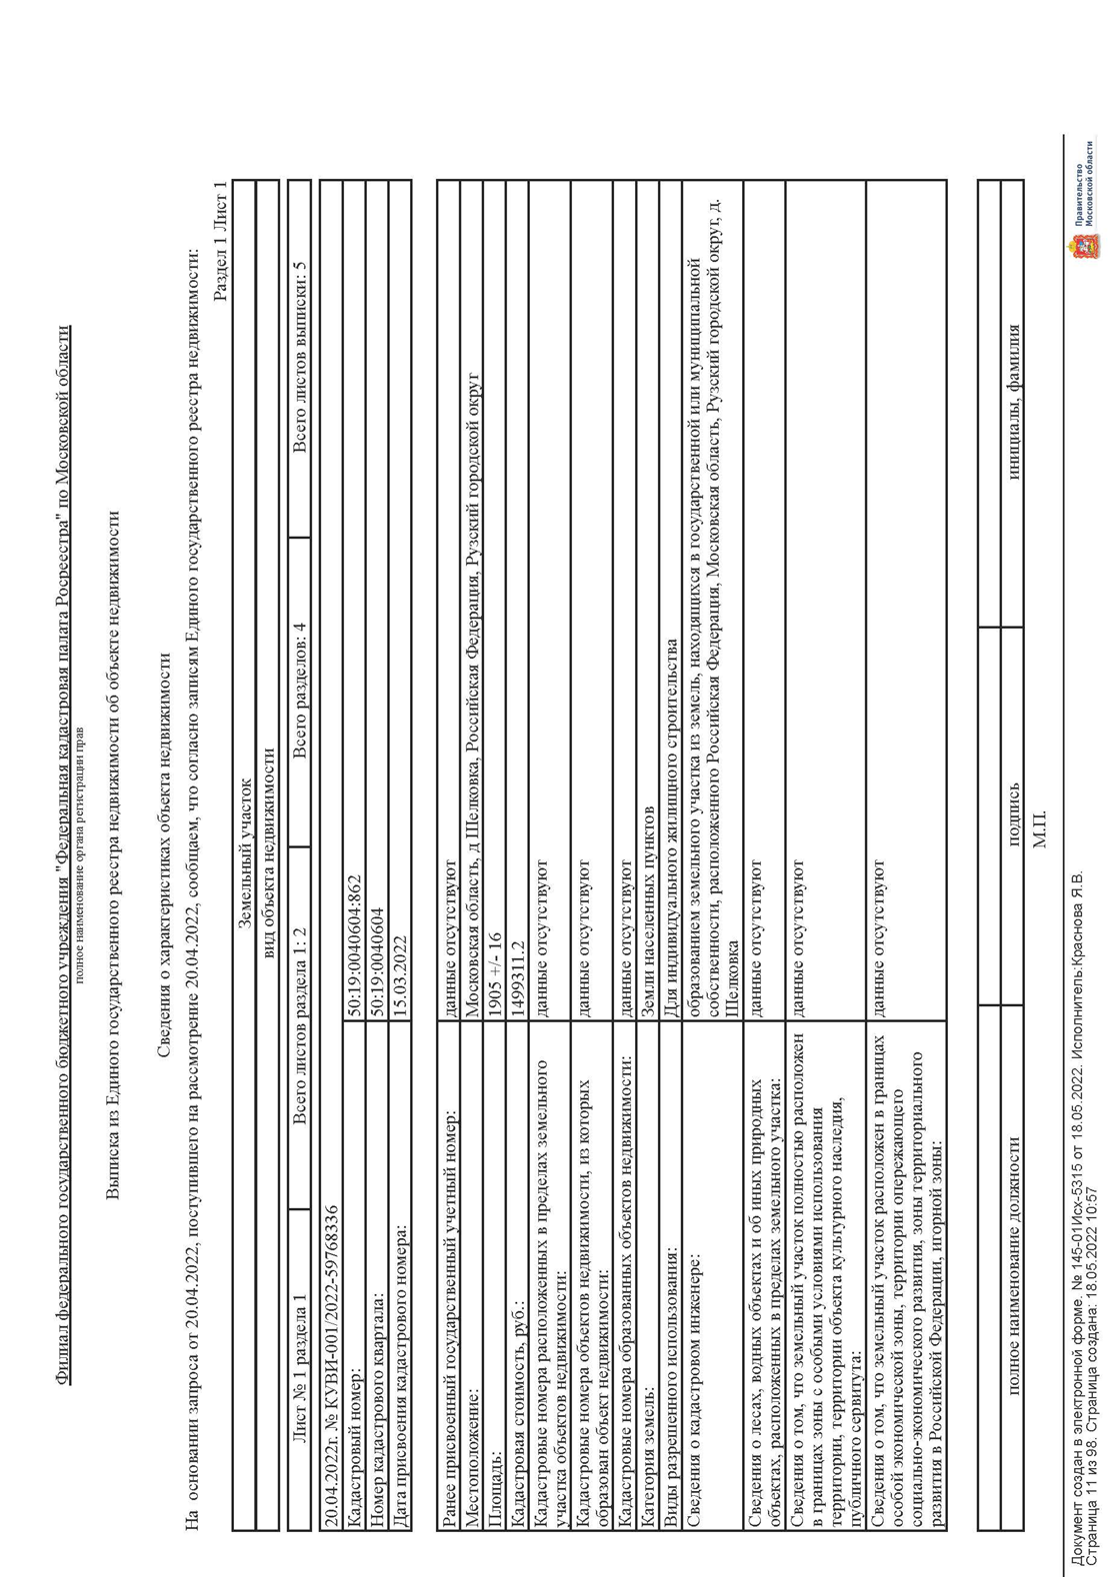 Филиал федерального государственного бюджетного учреждения "Федеральная кадастровая палата Росреестра" по Московской области
полное наименование органа регистрации прав
Выписка из Единого государственного реестра недвижимости об объекте недвижимости
Сведения о характеристиках объекта недвижимости
На основании запроса от 20.04.2022, поступившего на рассмотрение 20.04.2022, сообщаем, что согласно записям Единого государственного реестра недвижимости:
Раздел 1 Лист 1
Земельный участок
вид объекта недвижимости
Лист № 1 раздела 1 Всего листов раздела 1: 2 Всего разделов: 4 Всего листов выписки: 5
20.04.2022г. № КУВИ-001/2022-59768336
Кадастровый номер: 50:19:0040604:862
Номер кадастрового квартала: 50:19:0040604
Дата присвоения кадастрового номера: 15.03.2022
Ранее присвоенный государственный учетный номер: данные отсутствуют
Местоположение: Московская область, д Шелковка, Российская Федерация, Рузский городской округ
Площадь: 1905 +/- 16
Кадастровая стоимость, руб.: 1499311.2
Кадастровые номера расположенных в пределах земельного данные отсутствуют
участка объектов недвижимости:
Кадастровые номера объектов недвижимости, из которых данные отсутствуют
образован объект недвижимости:
Кадастровые номера образованных объектов недвижимости: данные отсутствуют
Категория земель: Земли населенных пунктов
Виды разрешенного использования: Для индивидуального жилищного строительства
Сведения о кадастровом инженере: образованием земельного участка из земель, находящихся в государственной или муниципальной
собственности, расположенного Российская Федерация, Московская область, Рузский городской округ, д.
Шелковка
Сведения о лесах, водных объектах и об иных природных данные отсутствуют
объектах, расположенных в пределах земельного участка:
Сведения о том, что земельный участок полностью расположен данные отсутствуют
в границах зоны с особыми условиями использования
территории, территории объекта культурного наследия,
публичного сервитута:
Сведения о том, что земельный участок расположен в границах данные отсутствуют
особой экономической зоны, территории опережающего
социально-экономического развития, зоны территориального
развития в Российской Федерации, игорной зоны:
полное наименование должности подпись инициалы, фамилия
М.П.
Документ создан в электронной форме. № 145-01Исх-5315 от 18.05.2022. Исполнитель:Краснова Я.В.
Страница 11 из 98. Страница создана: 18.05.2022 10:57
Правительство
Московской области